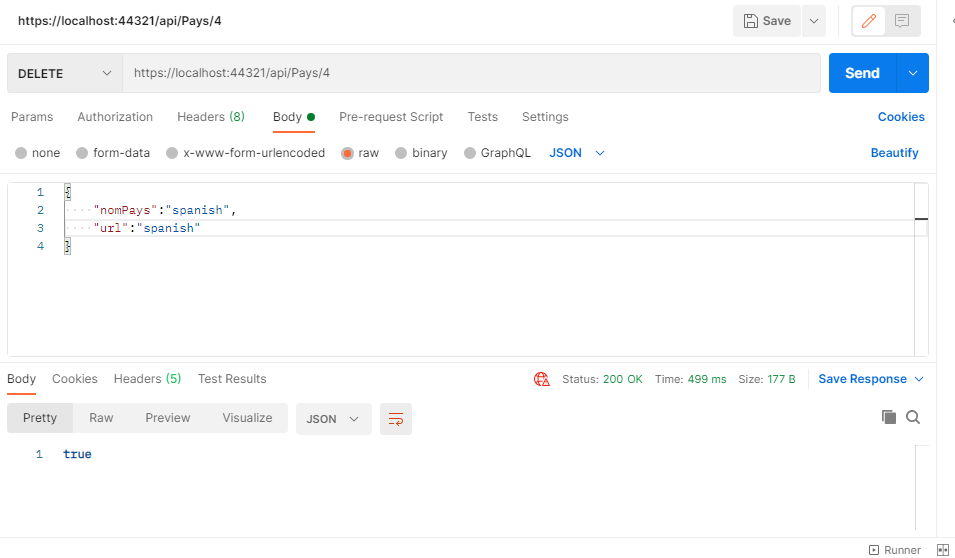 https://localhost:44321/api/Pays/4
Save
DELETE
https://localhost:44321/api/Pays/4
Send
Params Authorization Headers (8) Body Pre-request Script Tests Settings Cookies
none form-data x-www-form-urlencoded raw binary GraphQL JSON Beautify
1 {
2 "nomPays":"spanish",
3 "url":"spanish"
4 }
Body Cookies Headers (5) Test Results Status: 200 OK Time: 499 ms Size: 177 B Save Response
Pretty Raw Preview Visualize JSON
1 true
Runner